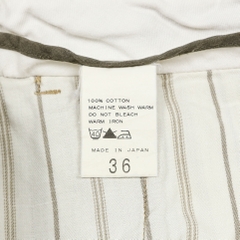 100% COTTON
MACHINE WASH WARM
DO NOT BLEACH
WARM IRON
MADE IN JAPAN
36